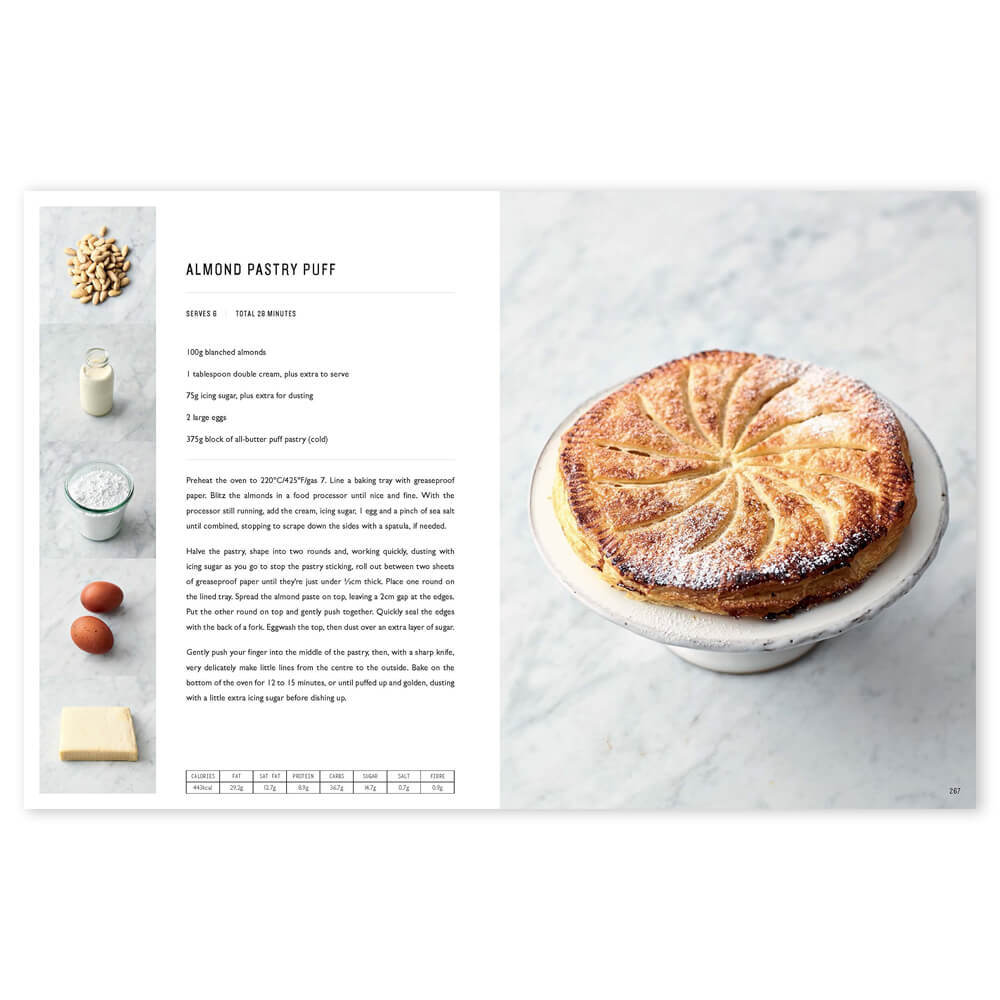 ALMOND PASTRY PUFF
SERVES 6 | TOTAL 28 MINUTES
100g blanched almonds
1 tablespoon double cream, plus extra to serve
75g icing sugar, plus extra for dusting
2 large eggs
375g block of all-butter puff pastry (cold)
Preheat the oven to 220ºC/425ºF/gas 7. Line a baking tray with greaseproof
paper. Blitz the almonds in a food processor until nice and fine. With the
processor still running, add the cream, icing sugar, 1 egg and a pinch of sea salt
until combined, stopping to scrape down the sides with a spatula, if needed.
Halve the pastry, shape into two rounds and, working quickly, dusting with
icing sugar as you go to stop the pastry sticking, roll out between two sheets
of greaseproof paper until they're just under ½cm thick. Place one round on
the lined tray. Spread the almond paste on top, leaving a 2cm gap at the edges.
Put the other round on top and gently push together. Quickly seal the edges
with the back of a fork. Eggwash the top, then dust over an extra layer of sugar.
Gently push your finger into the middle of the pastry, then, with a sharp knife,
very delicately make little lines from the centre to the outside. Bake on the
bottom of the oven for 12 to 15 minutes, or until puffed up and golden, dusting
with a little extra icing sugar before dishing up.
CALORIES FAT SAT FAT PROTEIN CARBS SUGAR SALT FIBRE
443kcal 29.2g 13.7g 8.9g 36.7g 14.7g 0.7g 0.9g
267